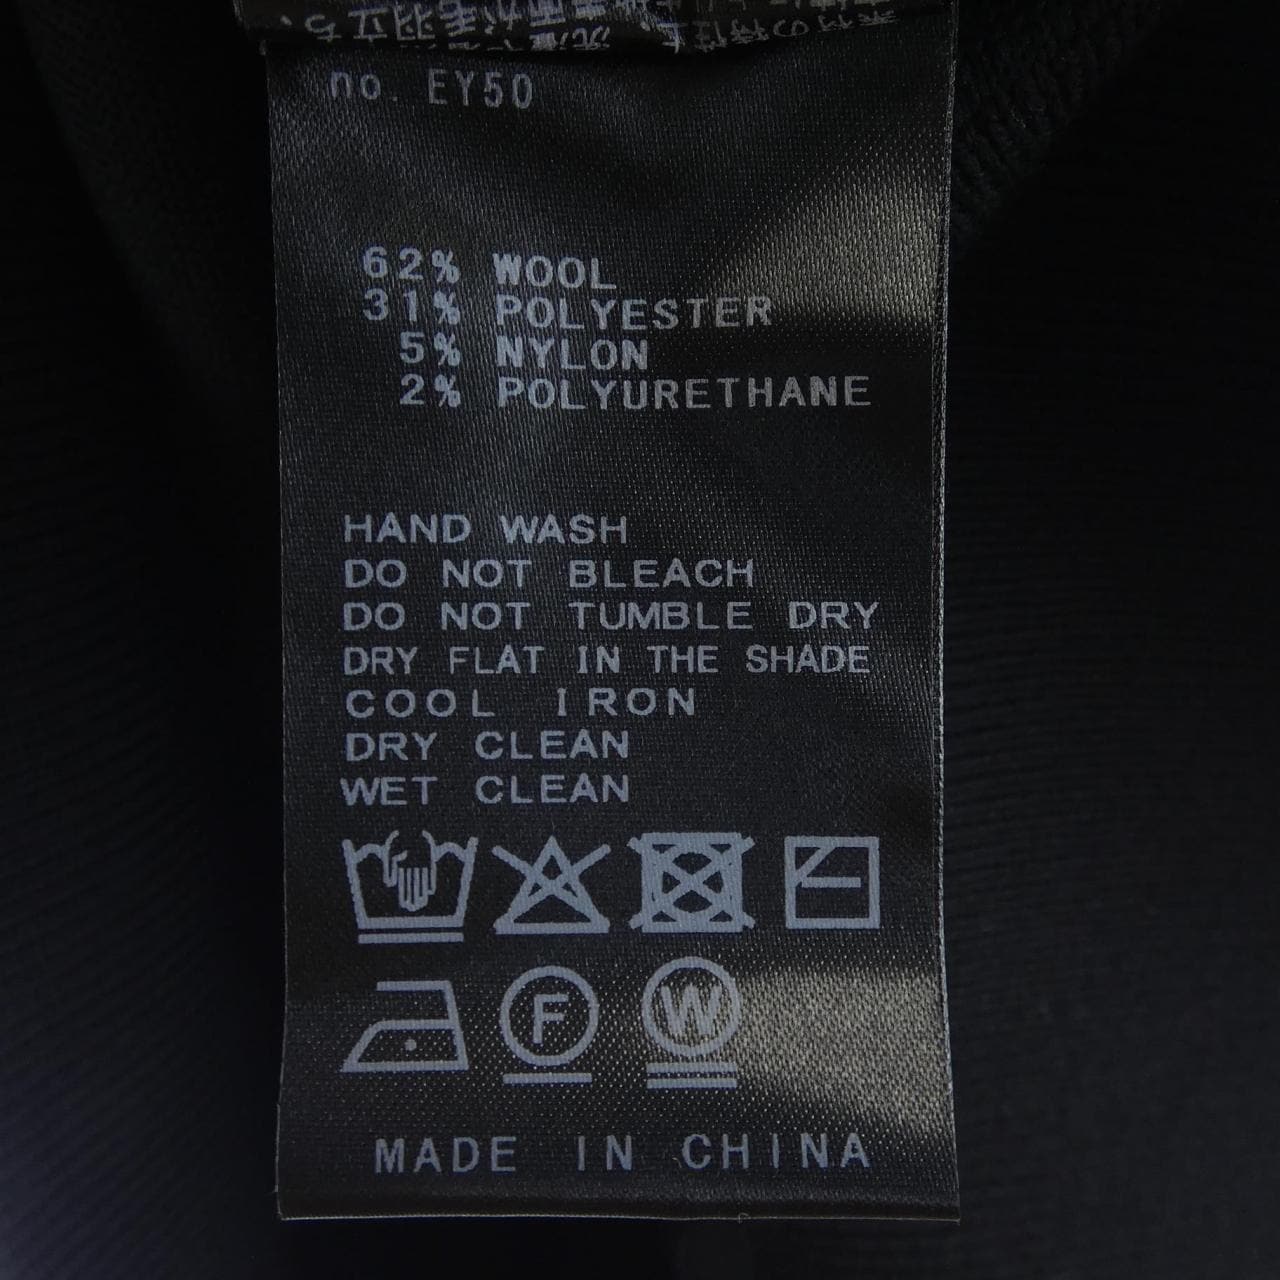 no. EY50
62% WOOL
31% POLYESTER
5% NYLON
2% POLYURETHANE
HAND WASH
DO NOT BLEACH
DO NOT TUMBLE DRY
DRY FLAT IN THE SHADE
COOL IRON
DRY CLEAN
WET CLEAN
F W
MADE IN CHINA